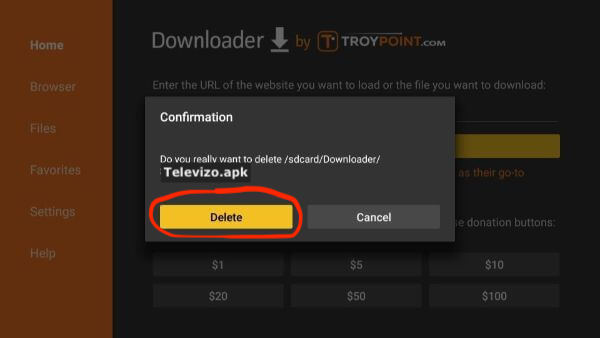 Home
Downloader by TROYPOINT.COM
Browser
Enter the URL of the website you want to load or the file you want to download:
Files
Confirmation
Do you really want to delete /sdcard/Downloader/
Televizo.apk
Favorites
as their go-to
Settings
Delete
Cancel
se donation buttons:
Help
$1
$5
$10
$20
$50
$100